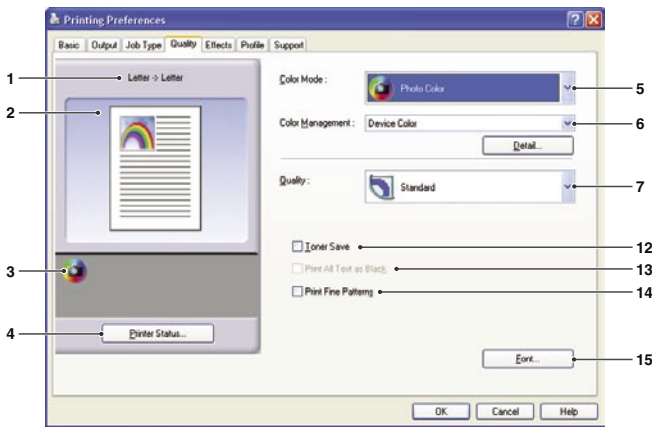 Printing Preferences
Basic Output Job Type Quality Effects Profile Support
1 Letter -> Letter
2
3
4 Printer Status...
Color Mode : Photo Color 5
Color Management : Device Color 6
Detail...
Quality : Standard 7
Toner Save 12
Print All Text as Black 13
Print Fine Patterns 14
Font... 15
OK Cancel Help